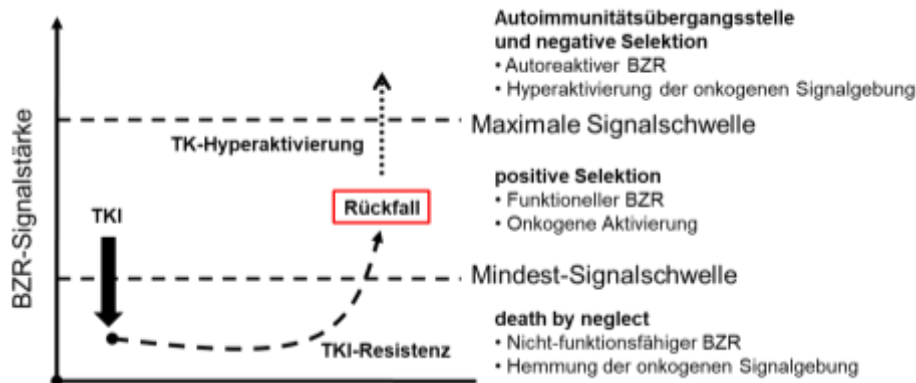 Autoimmunitätsübergangsstelle
und negative Selektion
• Autoreaktiver BZR
• Hyperaktivierung der onkogenen Signalgebung
Maximale Signalschwelle
TK-Hyperaktivierung
positive Selektion
• Funktioneller BZR
• Onkogene Aktivierung
Rückfall
TKI
BZR-Signalstärke
Mindest-Signalschwelle
death by neglect
• Nicht-funktionsfähiger BZR
• Hemmung der onkogenen Signalgebung
TKI-Resistenz